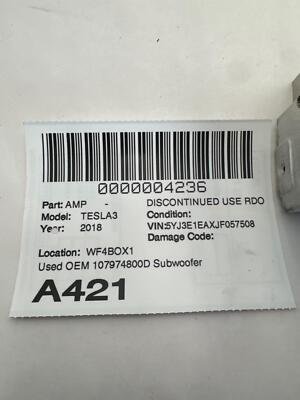 0000004236
Part: AMP - DISCONTINUED USE RDO
Model: TESLA3 Condition:
Year: 2018 VIN:5YJ3E1EAXJF057508
Damage Code:
Location: WF4BOX1
Used OEM 107974800D Subwoofer
A421